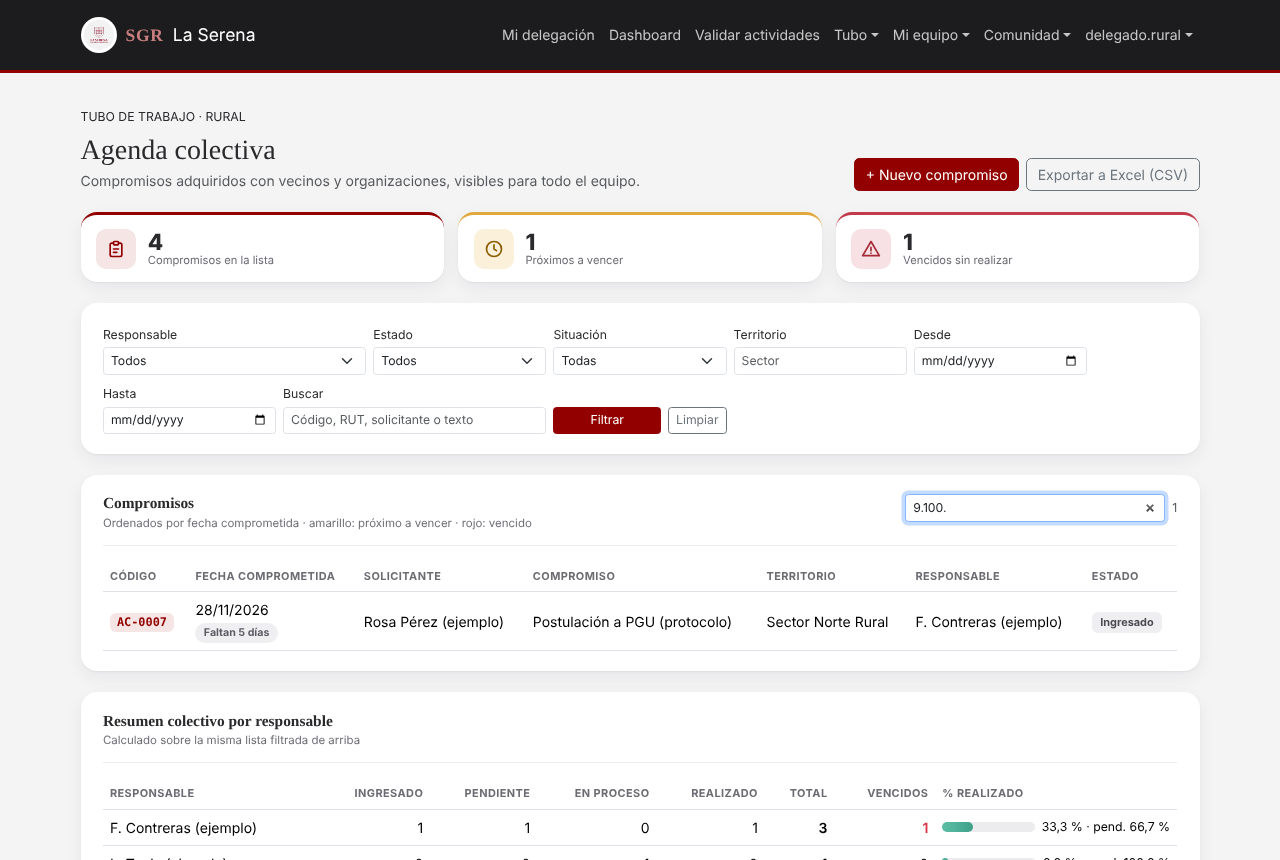 SGR La Serena
Mi delegación Dashboard Validar actividades Tubo Mi equipo Comunidad delegado.rural
TUBO DE TRABAJO · RURAL
Agenda colectiva
Compromisos adquiridos con vecinos y organizaciones, visibles para todo el equipo.
+ Nuevo compromiso Exportar a Excel (CSV)
4
Compromisos en la lista
1
Próximos a vencer
1
Vencidos sin realizar
Responsable Estado Situación Territorio Desde
Todos Todos Todas Sector mm/dd/yyyy
Hasta Buscar
mm/dd/yyyy Código, RUT, solicitante o texto Filtrar Limpiar
Compromisos
Ordenados por fecha comprometida · amarillo: próximo a vencer · rojo: vencido
9.100. × 1
CÓDIGO FECHA COMPROMETIDA SOLICITANTE COMPROMISO TERRITORIO RESPONSABLE ESTADO
AC-0007 28/11/2026 Rosa Pérez (ejemplo) Postulación a PGU (protocolo) Sector Norte Rural F. Contreras (ejemplo) Ingresado
Faltan 5 días
Resumen colectivo por responsable
Calculado sobre la misma lista filtrada de arriba
RESPONSABLE INGRESADO PENDIENTE EN PROCESO REALIZADO TOTAL VENCIDOS % REALIZADO
F. Contreras (ejemplo) 1 1 0 1 3 1 33,3 % · pend. 66,7 %